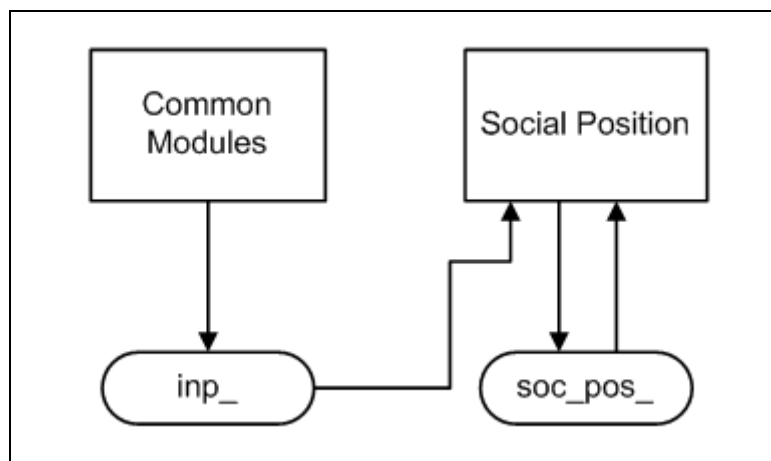 Common
Modules
Social Position
inp_
soc_pos_